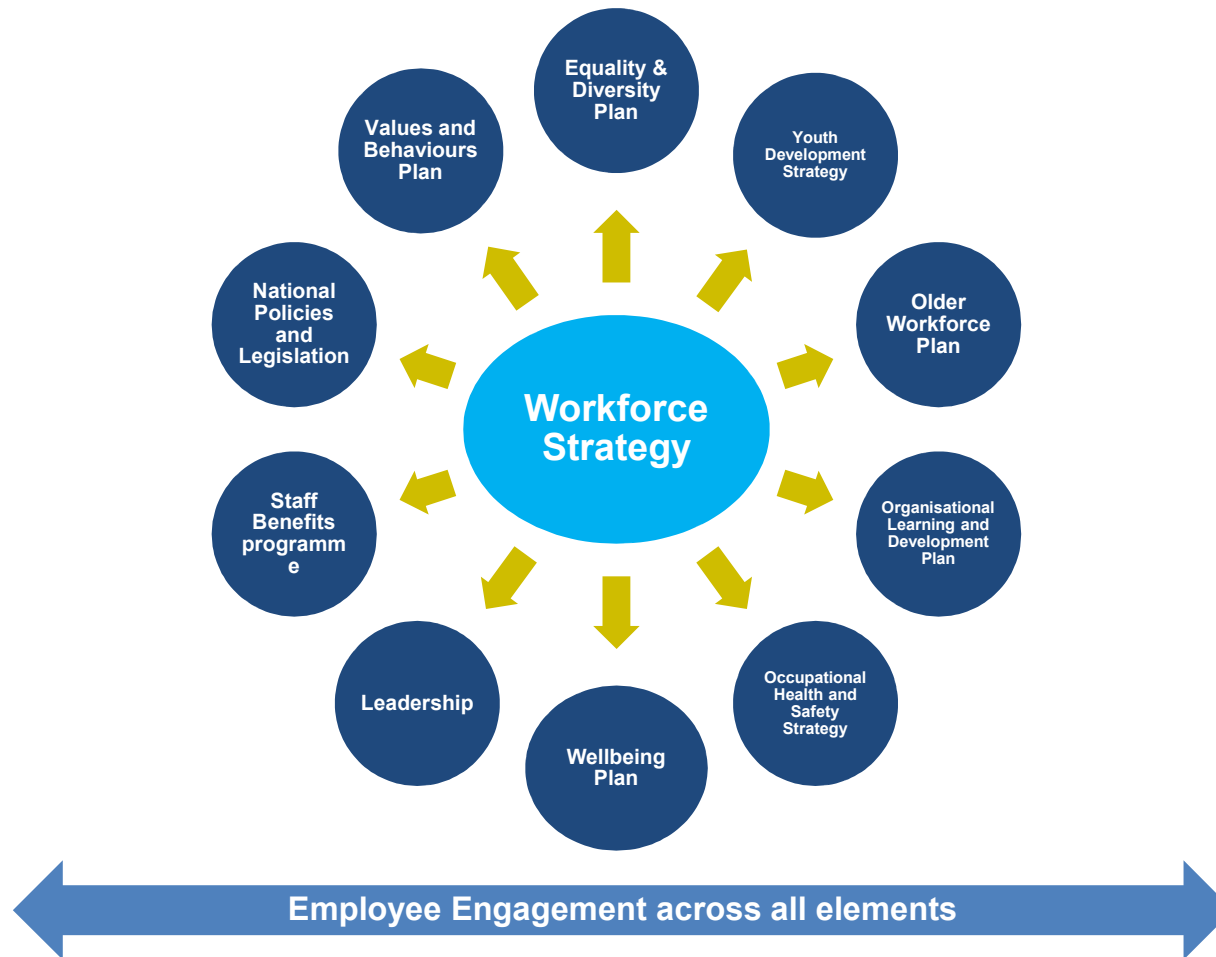 Equality &
Diversity
Plan
Youth
Development
Strategy
Older
Workforce
Plan
Organisational
Learning and
Development
Plan
Occupational
Health and
Safety
Strategy
Wellbeing
Plan
Leadership
Staff
Benefits
programm
e
National
Policies
and
Legislation
Values and
Behaviours
Plan
Workforce
Strategy
Employee Engagement across all elements